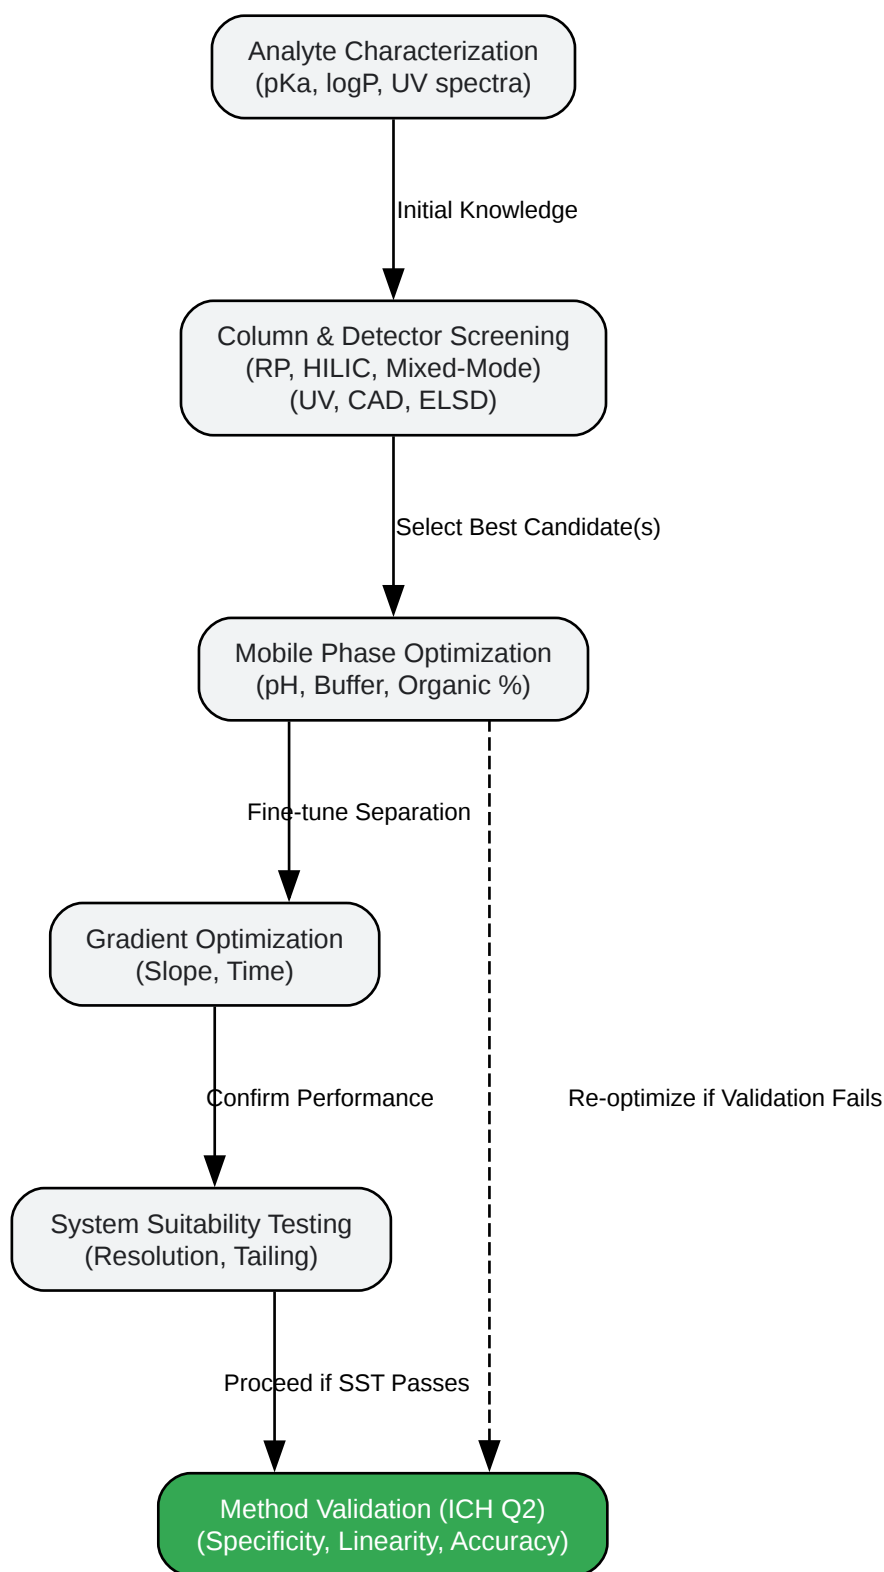 Analyte Characterization
(pKa, logP, UV spectra)
Initial Knowledge
Column & Detector Screening
(RP, HILIC, Mixed-Mode)
(UV, CAD, ELSD)
Select Best Candidate(s)
Mobile Phase Optimization
(pH, Buffer, Organic %)
Fine-tune Separation
Gradient Optimization
(Slope, Time)
Confirm Performance
Re-optimize if Validation Fails
System Suitability Testing
(Resolution, Tailing)
Proceed if SST Passes
Method Validation (ICH Q2)
(Specificity, Linearity, Accuracy)